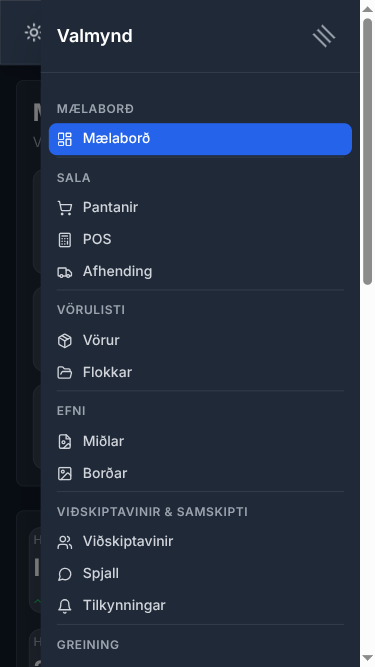 Valmynd
MÆLABORÐ
Mælaborð
SALA
Pantanir
POS
Afhending
VÖRULISTI
Vörur
Flokkar
EFNI
Miðlar
Borðar
VIÐSKIPTAVINIR & SAMSKIPTI
Viðskiptavinir
Spjall
Tilkynningar
GREINING